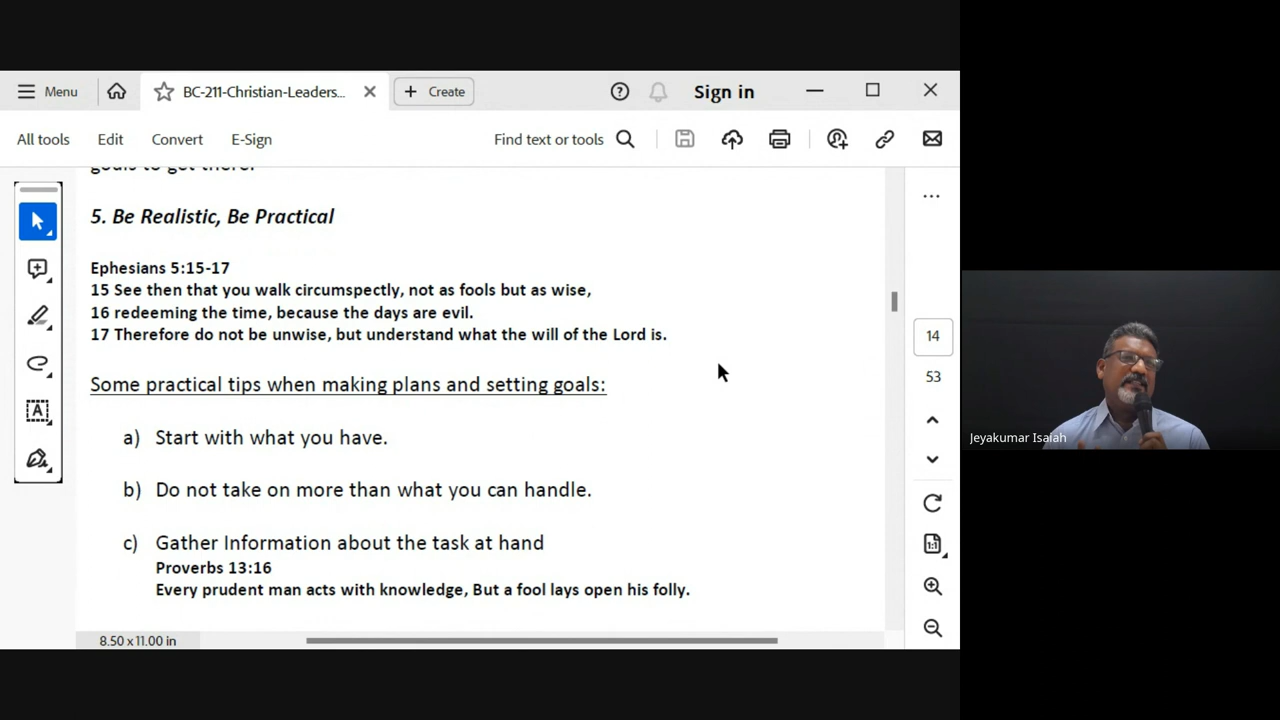 Menu
BC-211-Christian-Leaders...
Create
Sign in
All tools
Edit
Convert
E-Sign
Find text or tools
goals to get there.
5. Be Realistic, Be Practical
Ephesians 5:15-17
15 See then that you walk circumspectly, not as fools but as wise,
16 redeeming the time, because the days are evil.
17 Therefore do not be unwise, but understand what the will of the Lord is.
Some practical tips when making plans and setting goals:
a) Start with what you have.
b) Do not take on more than what you can handle.
c) Gather Information about the task at hand
Proverbs 13:16
Every prudent man acts with knowledge, But a fool lays open his folly.
8.50 x 11.00 in
14
53
1:1
Jeyakumar Isaiah